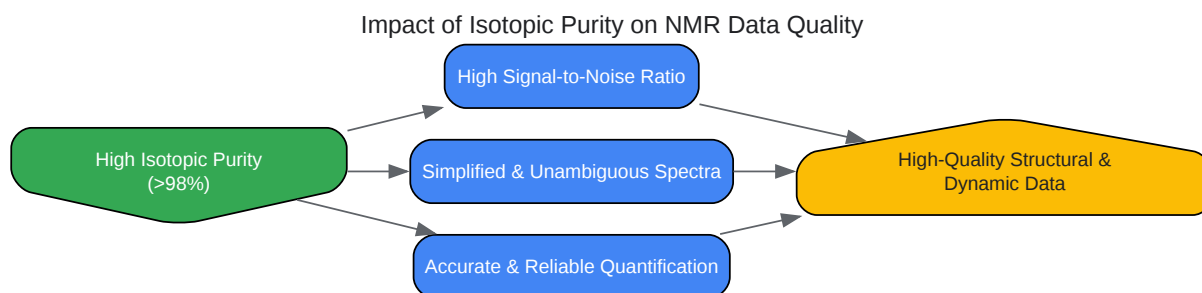 Impact of Isotopic Purity on NMR Data Quality
High Signal-to-Noise Ratio
High Isotopic Purity
(>98%)
Simplified & Unambiguous Spectra
High-Quality Structural &
Dynamic Data
Accurate & Reliable Quantification